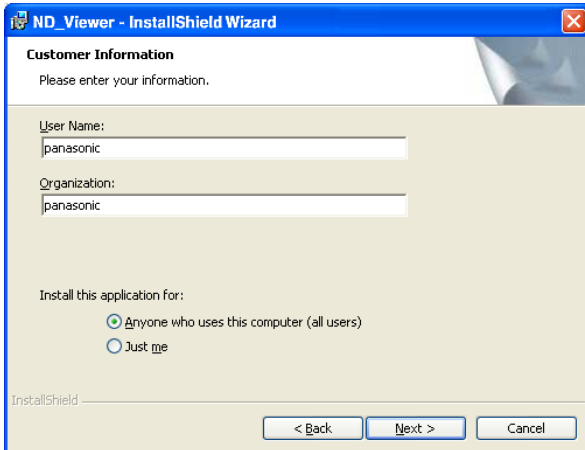 ND_Viewer - InstallShield Wizard
Customer Information
Please enter your information.
User Name:
panasonic
Organization:
panasonic
Install this application for:
Anyone who uses this computer (all users)
Just me
InstallShield
< Back Next > Cancel